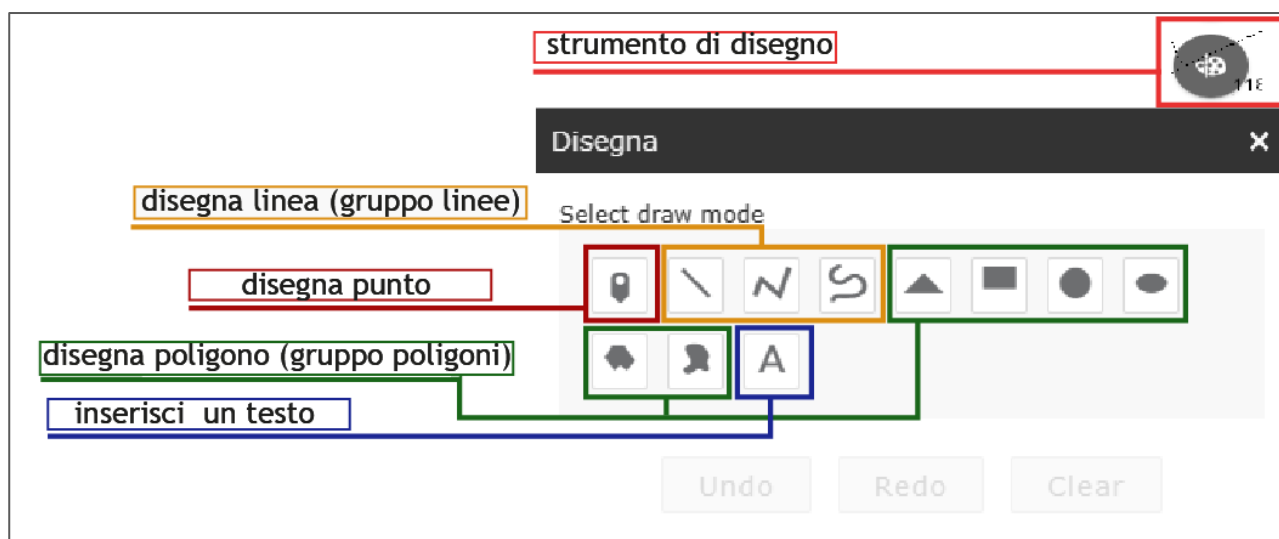 strumento di disegno
118
Disegna
disegna linea (gruppo linee)
Select draw mode
disegna punto
disegna poligono (gruppo poligoni)
A
inserisci un testo
Undo Redo Clear